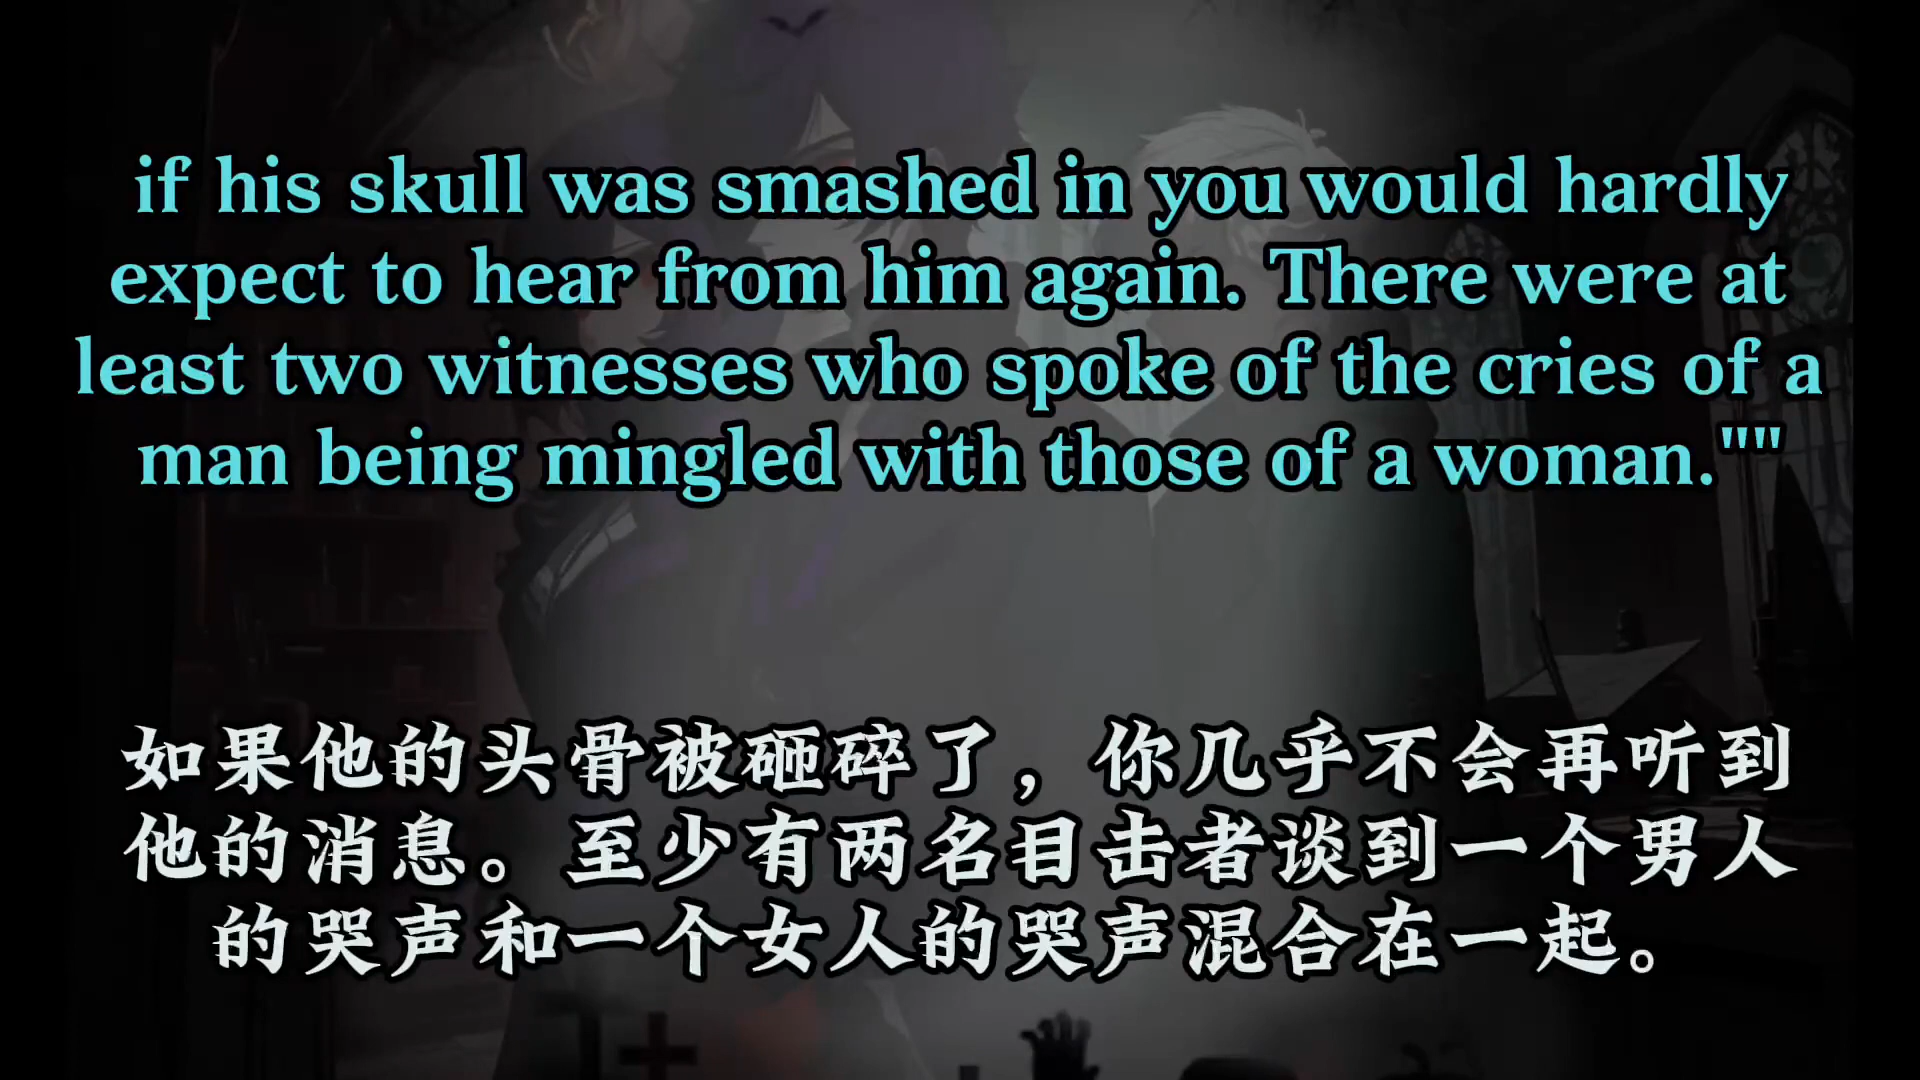 if his skull was smashed in you would hardly
expect to hear from him again. There were at
least two witnesses who spoke of the cries of a
man being mingled with those of a woman.""
如果他的头骨被砸碎了，你几乎不会再听到
他的消息。至少有两名目击者谈到一个男人
的哭声和一个女人的哭声混合在一起。